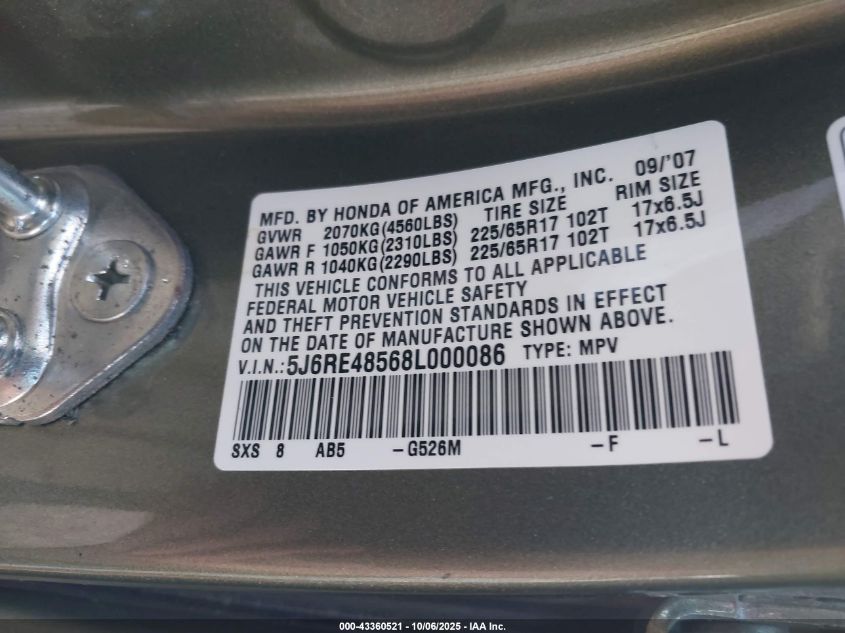 MFD. BY HONDA OF AMERICA MFG., INC. 09/'07
GVWR 2070KG(4560LBS) TIRE SIZE RIM SIZE
GAWR F 1050KG(2310LBS) 225/65R17 102T 17x6.5J
GAWR R 1040KG(2290LBS) 225/65R17 102T 17x6.5J
THIS VEHICLE CONFORMS TO ALL APPLICABLE
FEDERAL MOTOR VEHICLE SAFETY
AND THEFT PREVENTION STANDARDS IN EFFECT
ON THE DATE OF MANUFACTURE SHOWN ABOVE.
V.I.N.:5J6RE48568L000086 TYPE: MPV
SXS 8 AB5 -G526M -F -L
000-43360521 - 10/06/2025 - IAA Inc.